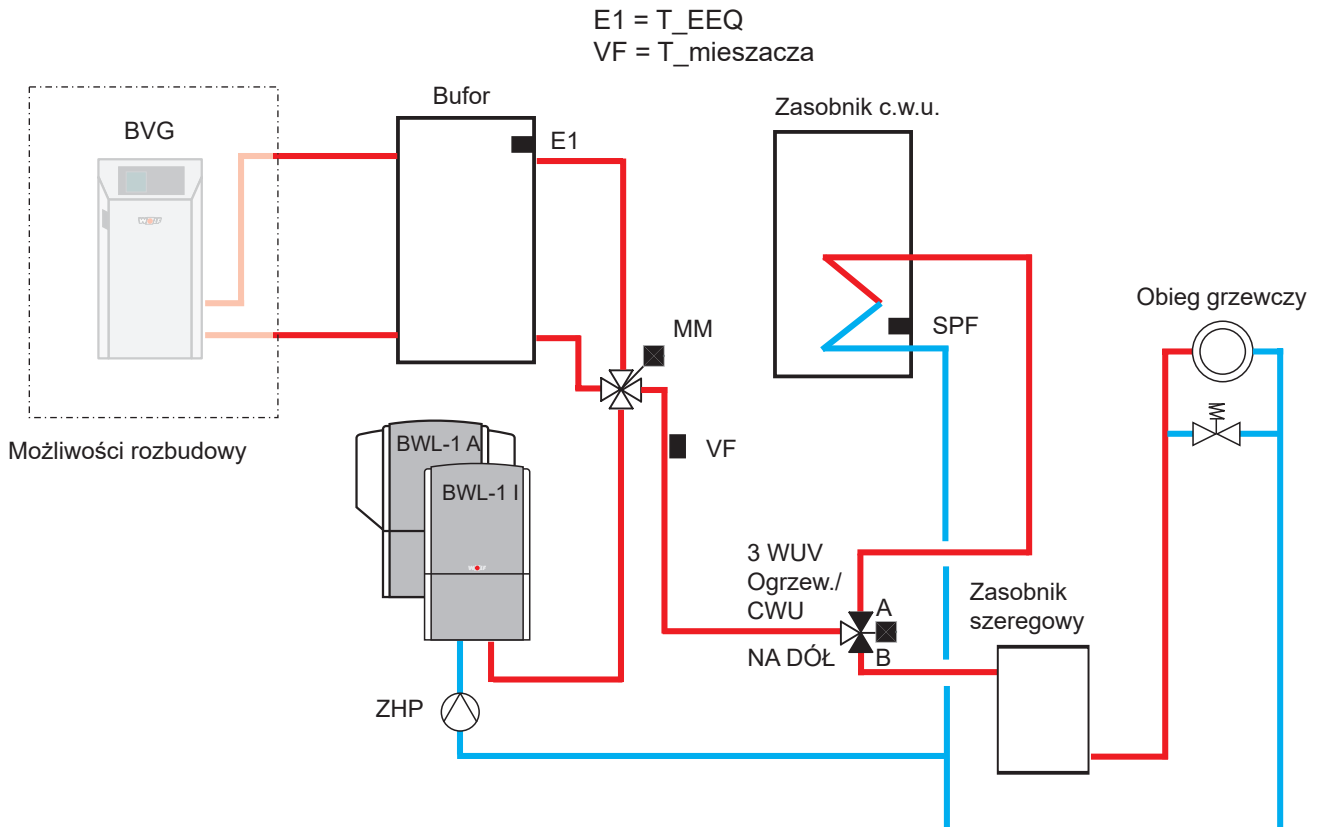 E1 = T_EEQ
VF = T_mieszacza
Bufor
Zasobnik c.w.u.
BVG
E1
Obieg grzewczy
MM
SPF
Możliwości rozbudowy
BWL-1 A
VF
BWL-1 I
3 WUV
Ogrzew./
CWU
A
Zasobnik
szeregowy
NA DÓŁ
B
ZHP